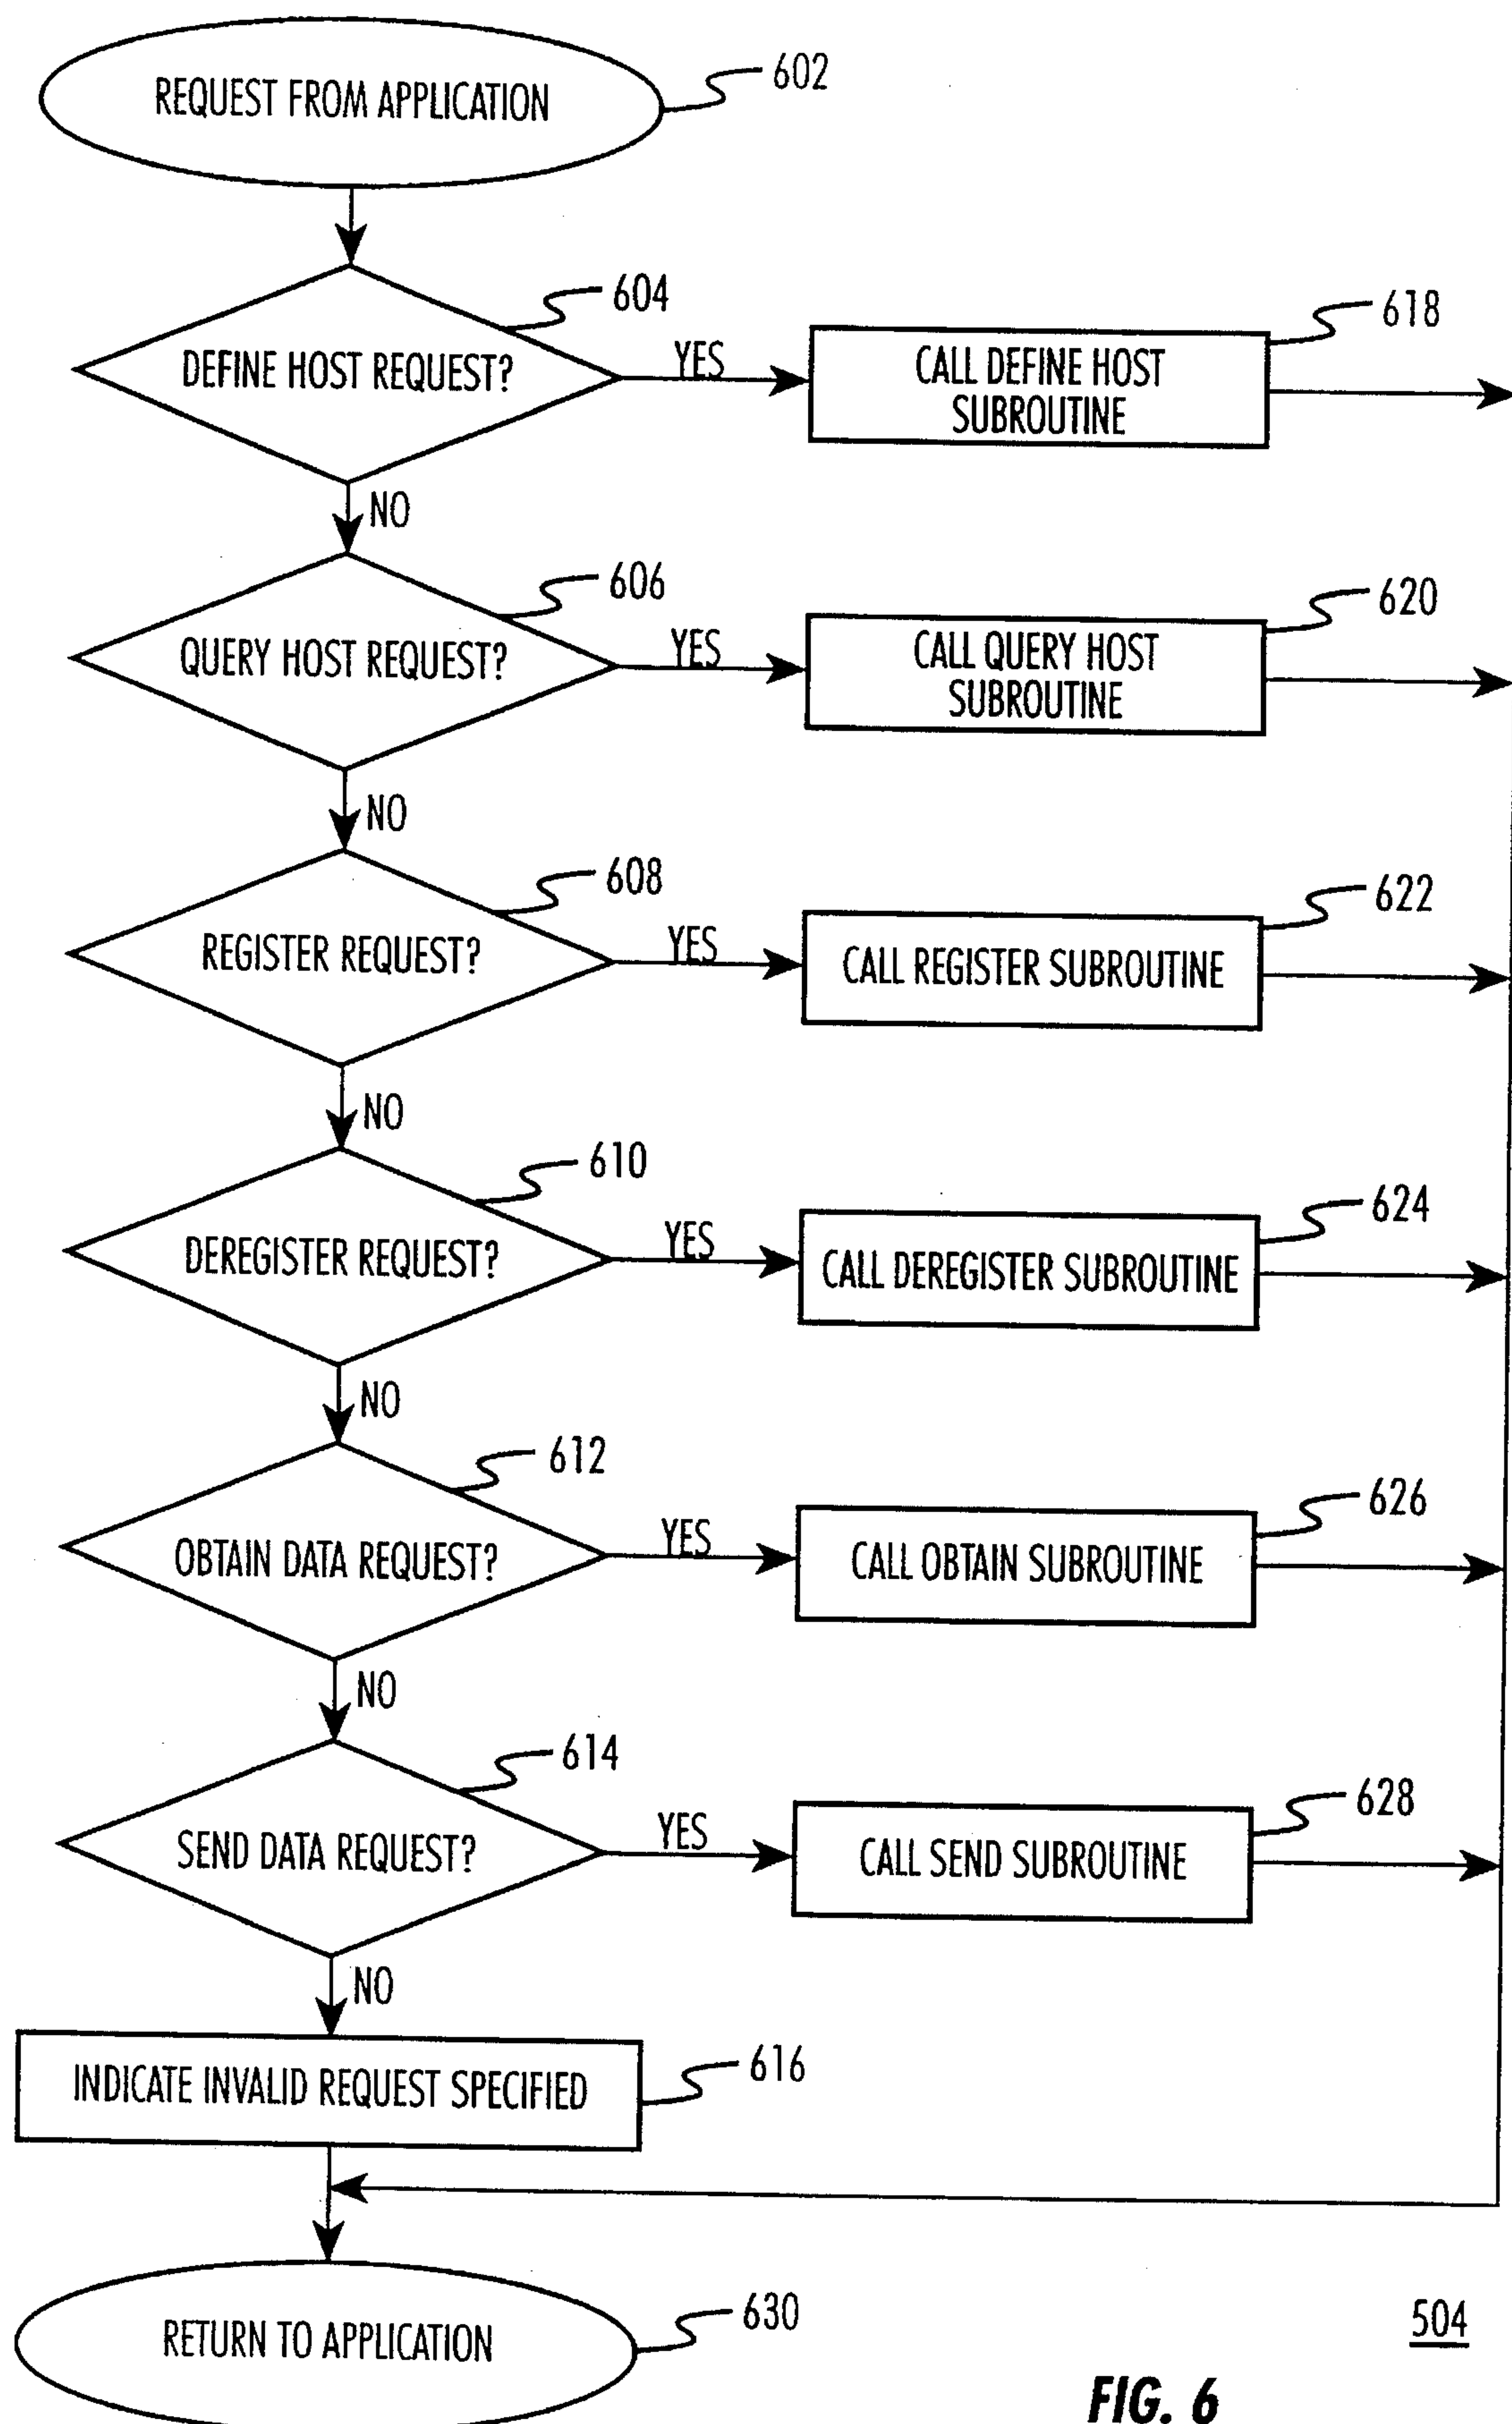 REQUEST FROM APPLICATION
602
604
DEFINE HOST REQUEST?
YES
CALL DEFINE HOST
SUBROUTINE
618
NO
606
QUERY HOST REQUEST?
YES
CALL QUERY HOST
SUBROUTINE
620
NO
608
REGISTER REQUEST?
YES
CALL REGISTER SUBROUTINE
622
NO
610
DEREGISTER REQUEST?
YES
CALL DEREGISTER SUBROUTINE
624
NO
612
OBTAIN DATA REQUEST?
YES
CALL OBTAIN SUBROUTINE
626
NO
614
SEND DATA REQUEST?
YES
CALL SEND SUBROUTINE
628
NO
INDICATE INVALID REQUEST SPECIFIED
616
RETURN TO APPLICATION
630
504
FIG. 6